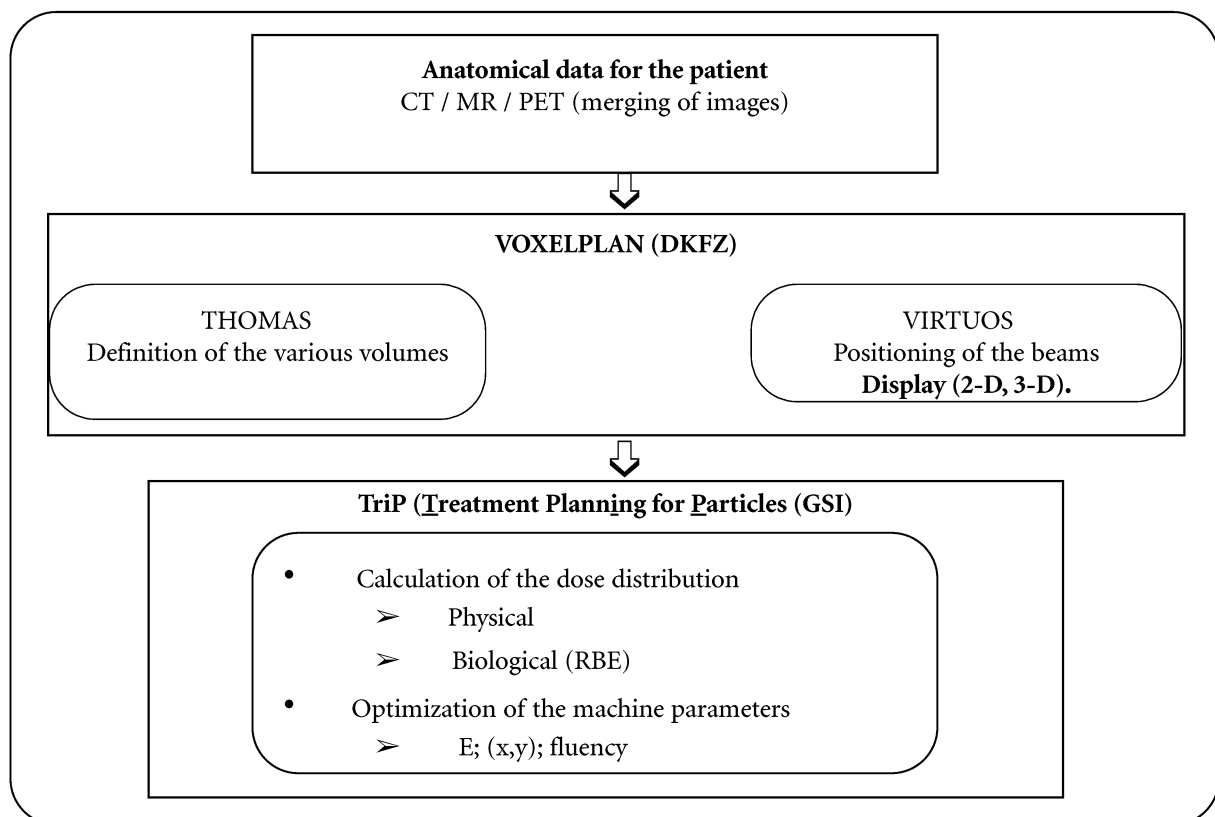 Anatomical data for the patient
CT / MR / PET (merging of images)
VOXELPLAN (DKFZ)
THOMAS
Definition of the various volumes
VIRTUOS
Positioning of the beams
Display (2-D, 3-D).
TriP (Treatment Planning for Particles (GSI)
• Calculation of the dose distribution
➢ Physical
➢ Biological (RBE)
• Optimization of the machine parameters
➢ E; (x,y); fluency